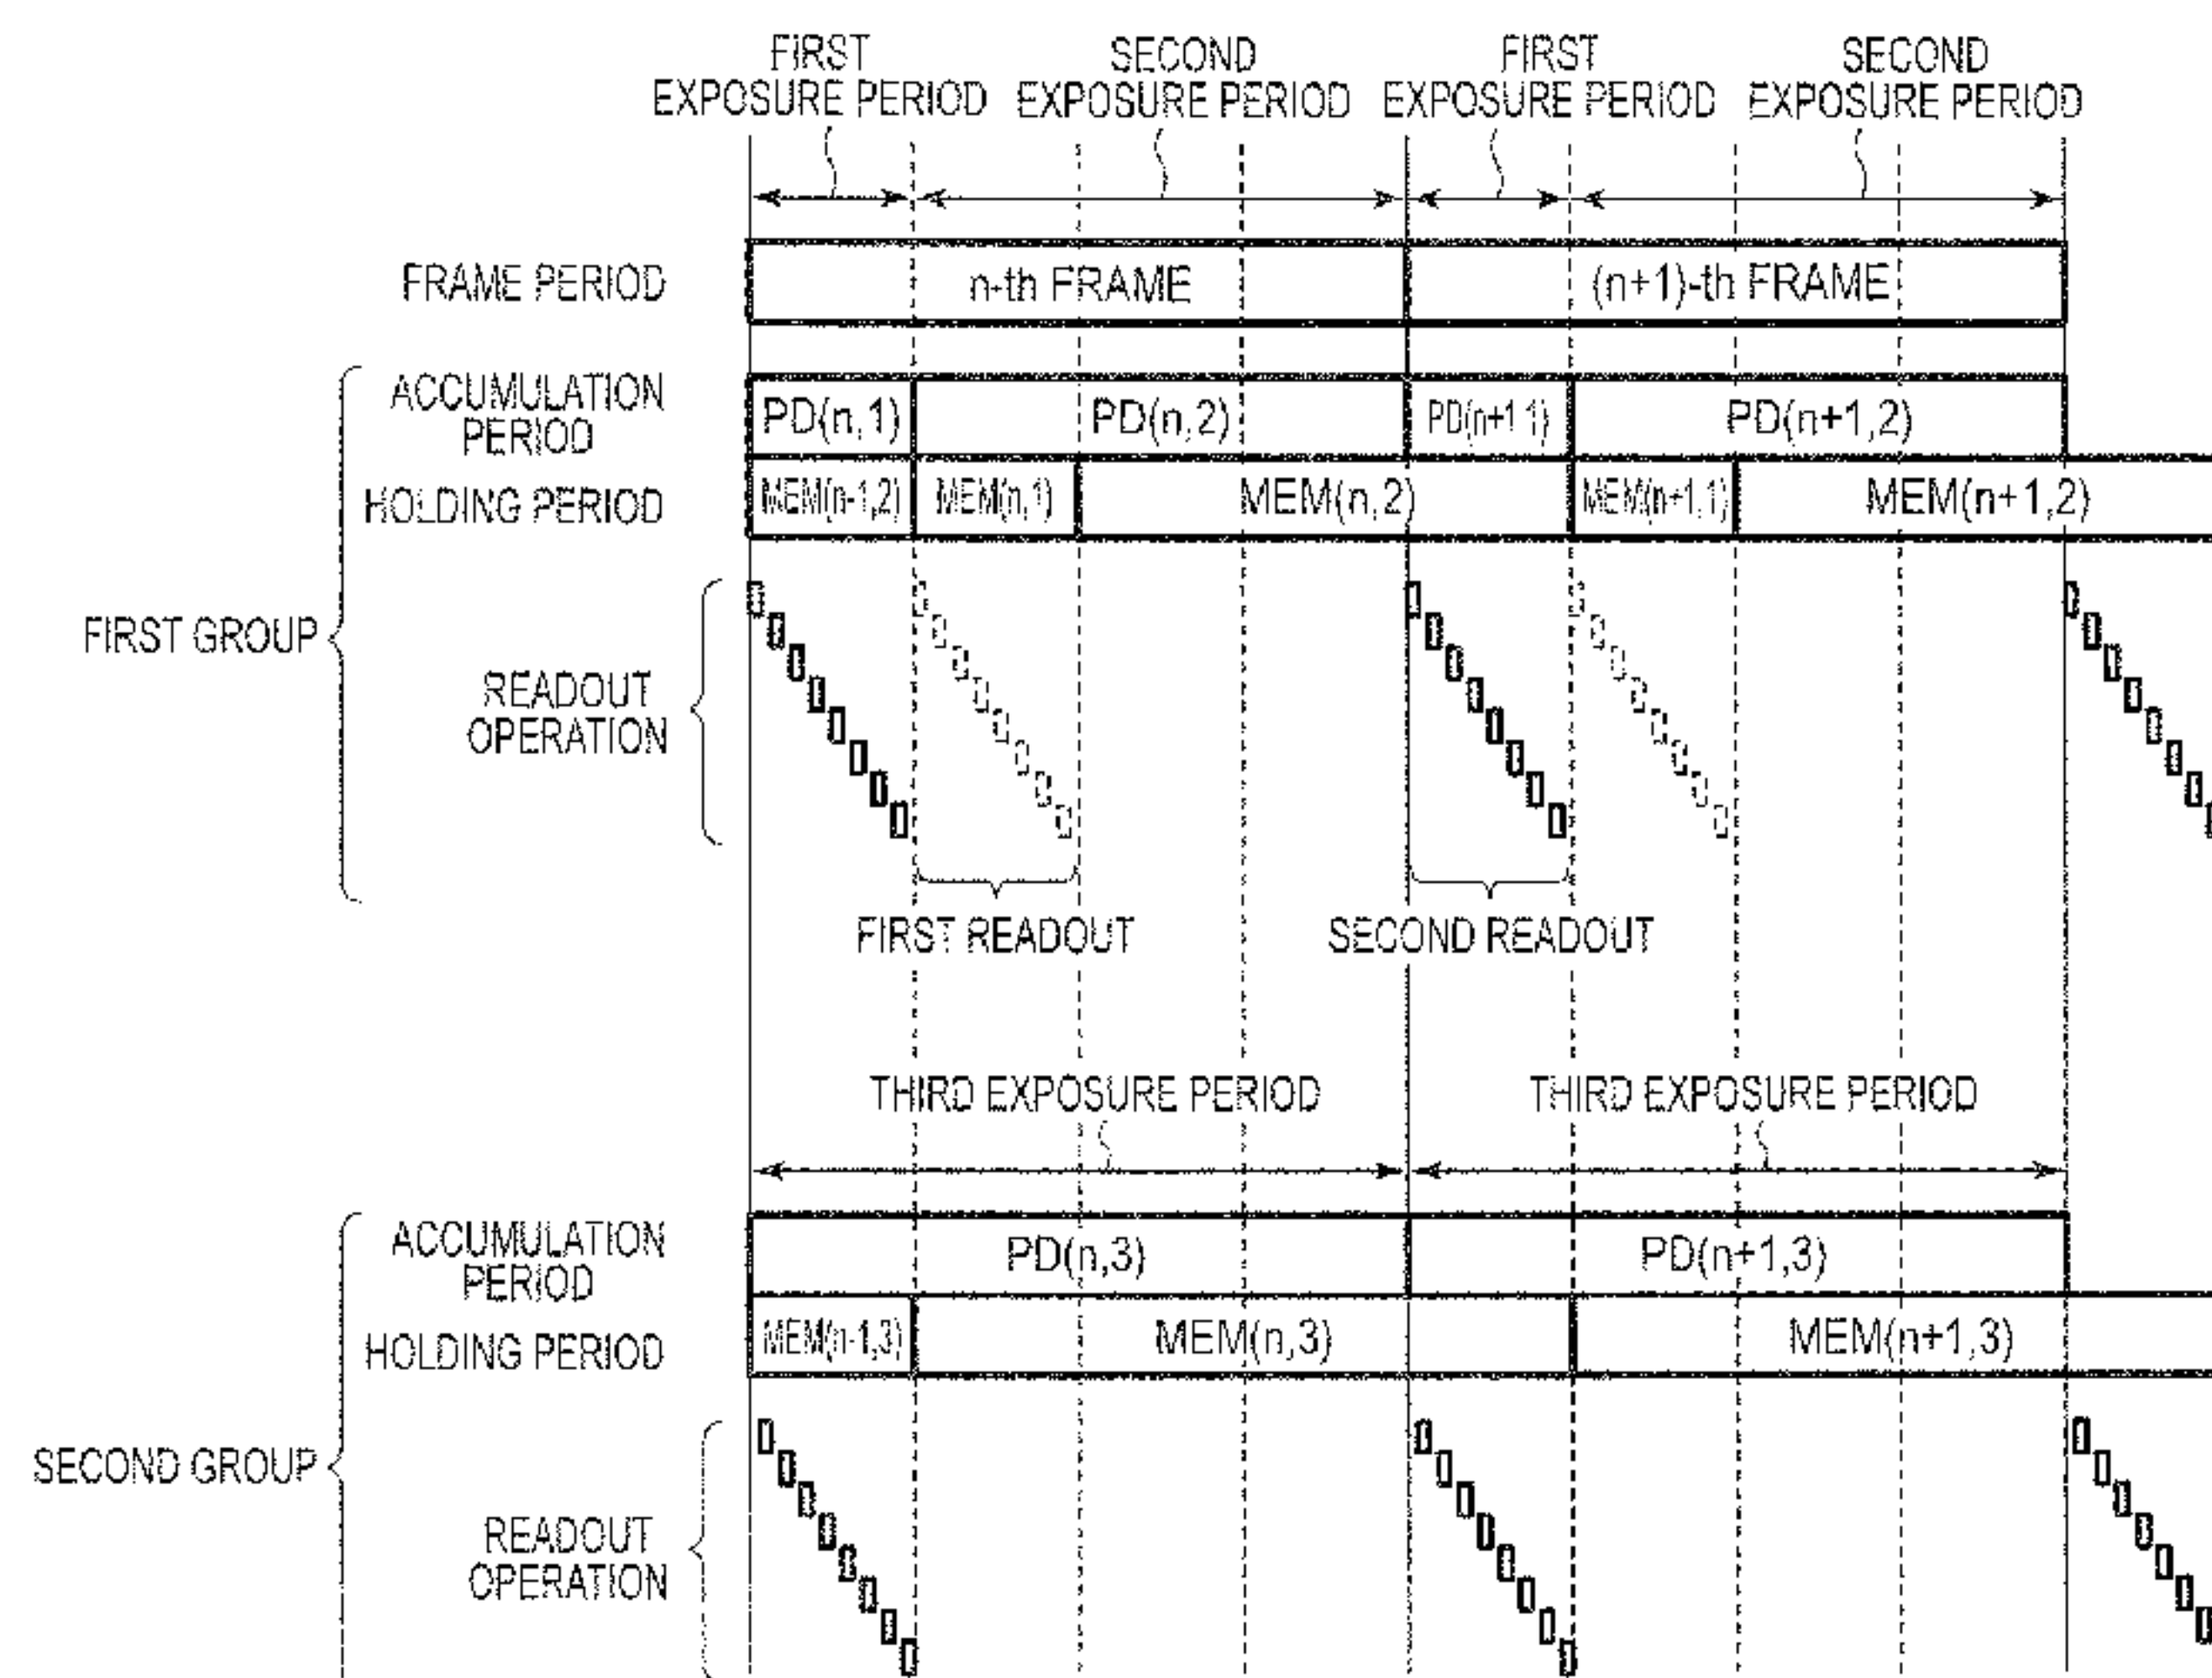 FIRST
EXPOSURE PERIOD
SECOND
EXPOSURE PERIOD
FIRST
EXPOSURE PERIOD
SECOND
EXPOSURE PERIOD
FRAME PERIOD
n-th FRAME
(n+1)-th FRAME
FIRST GROUP
ACCUMULATION
PERIOD
PD(n,1)
PD(n,2)
PD(n+1,1)
PD(n+1,2)
HOLDING PERIOD
MEM(n-1,2)
MEM(n,1)
MEM(n,2)
MEM(n+1,1)
MEM(n+1,2)
READOUT
OPERATION
FIRST READOUT
SECOND READOUT
THIRD EXPOSURE PERIOD
THIRD EXPOSURE PERIOD
SECOND GROUP
ACCUMULATION
PERIOD
PD(n,3)
PD(n+1,3)
HOLDING PERIOD
MEM(n-1,3)
MEM(n,3)
MEM(n+1,3)
READOUT
OPERATION